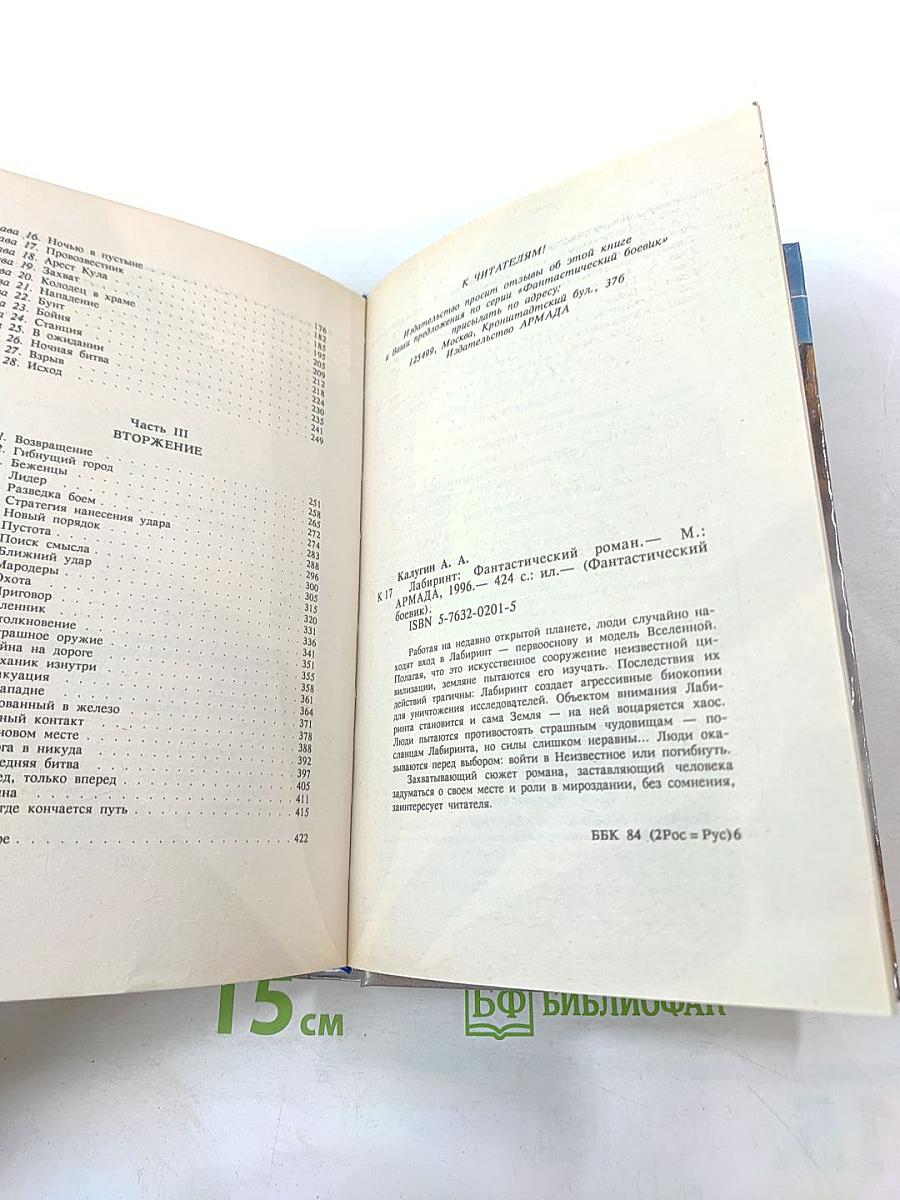 ава 16. Ночью в пустыне 176
ава 17. Провозвестник 182
ва 18. Арест Кула 185
ва 19. Захват 195
ва 20. Колодец в храме 205
а 21. Нападение 209
22. Бунт 212
23. Бойня 218
24. Станция 224
25. В ожидании 230
26. Ночная битва 235
27. Взрыв 241
28. Исход 249
Часть III
ВТОРЖЕНИЕ
1. Возвращение 251
2. Гибнущий город 258
Беженцы 265
Лидер 272
Разведка боем 274
Стратегия нанесения удара 283
Новый порядок 288
Пустота 296
Поиск смысла 300
Ближний удар 305
Мародеры 315
Охота 320
Приговор 331
ленник 336
толкновение 341
трашное оружие 351
йна на дороге 355
ханик изнутри 358
куация 361
ападне 364
ованный в железо 371
ный контакт 378
новом месте 388
ога в никуда 392
едняя битва 397
ед, только вперед 405
на 411
где кончается путь 415
ре 422
К ЧИТАТЕЛЯМ!
Издательство просит отзывы об этой книге
и Ваши предложения по серии «Фантастический боевик»
присылать по адресу:
125499, Москва, Кронштадтский бул., 37б
Издательство АРМАДА
Калугин А. А.
К 17 Лабиринт: Фантастический роман.— М.:
АРМАДА, 1996.— 424 с.: ил.— (Фантастический
боевик).
ISBN 5-7632-0201-5
Работая на недавно открытой планете, люди случайно на-
ходят вход в Лабиринт — первооснову и модель Вселенной.
Полагая, что это искусственное сооружение неизвестной ци-
вилизации, земляне пытаются его изучать. Последствия их
действий трагичны: Лабиринт создает агрессивные биокопии
для уничтожения исследователей. Объектом внимания Лаби-
ринта становится и сама Земля — на ней воцаряется хаос.
Люди пытаются противостоять страшным чудовищам — по-
сланцам Лабиринта, но силы слишком неравны... Люди ока-
зываются перед выбором: войти в Неизвестное или погибнуть.
Захватывающий сюжет романа, заставляющий человека
задуматься о своем месте и роли в мироздании, без сомнения,
заинтересует читателя.
ББК 84 (2Рос=Рус)6
15 см
БФ БИБЛИОФАН